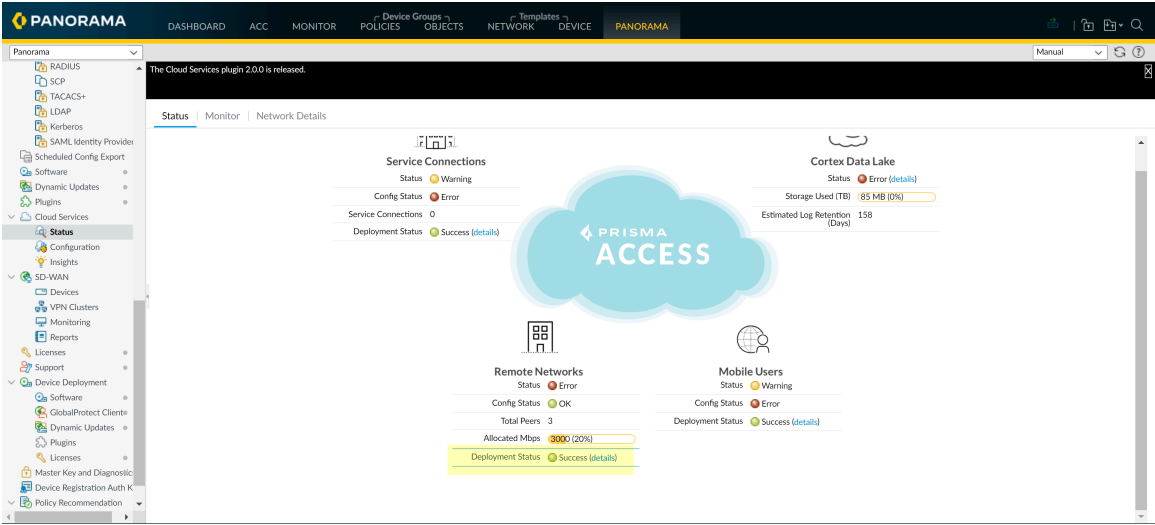 PANORAMA
DASHBOARD ACC MONITOR Device Groups POLICIES OBJECTS Templates NETWORK DEVICE PANORAMA
Panorama
Manual
RADIUS
SCP
TACACS+
LDAP
Kerberos
SAML Identity Provider
Scheduled Config Export
Software
Dynamic Updates
Plugins
Cloud Services
Status
Configuration
Insights
SD-WAN
Devices
VPN Clusters
Monitoring
Reports
Licenses
Support
Device Deployment
Software
GlobalProtect Client
Dynamic Updates
Plugins
Licenses
Master Key and Diagnostic
Device Registration Auth K
Policy Recommendation
The Cloud Services plugin 2.0.0 is released.
X
Status Monitor Network Details
Service Connections
Status Warning
Config Status Error
Service Connections 0
Deployment Status Success (details)
Cortex Data Lake
Status Error (details)
Storage Used (TB) 85 MB (0%)
Estimated Log Retention 158
(Days)
PRISMA
ACCESS
Remote Networks
Status Error
Config Status OK
Total Peers 3
Allocated Mbps 3000 (20%)
Deployment Status Success (details)
Mobile Users
Status Warning
Config Status Error
Deployment Status Success (details)